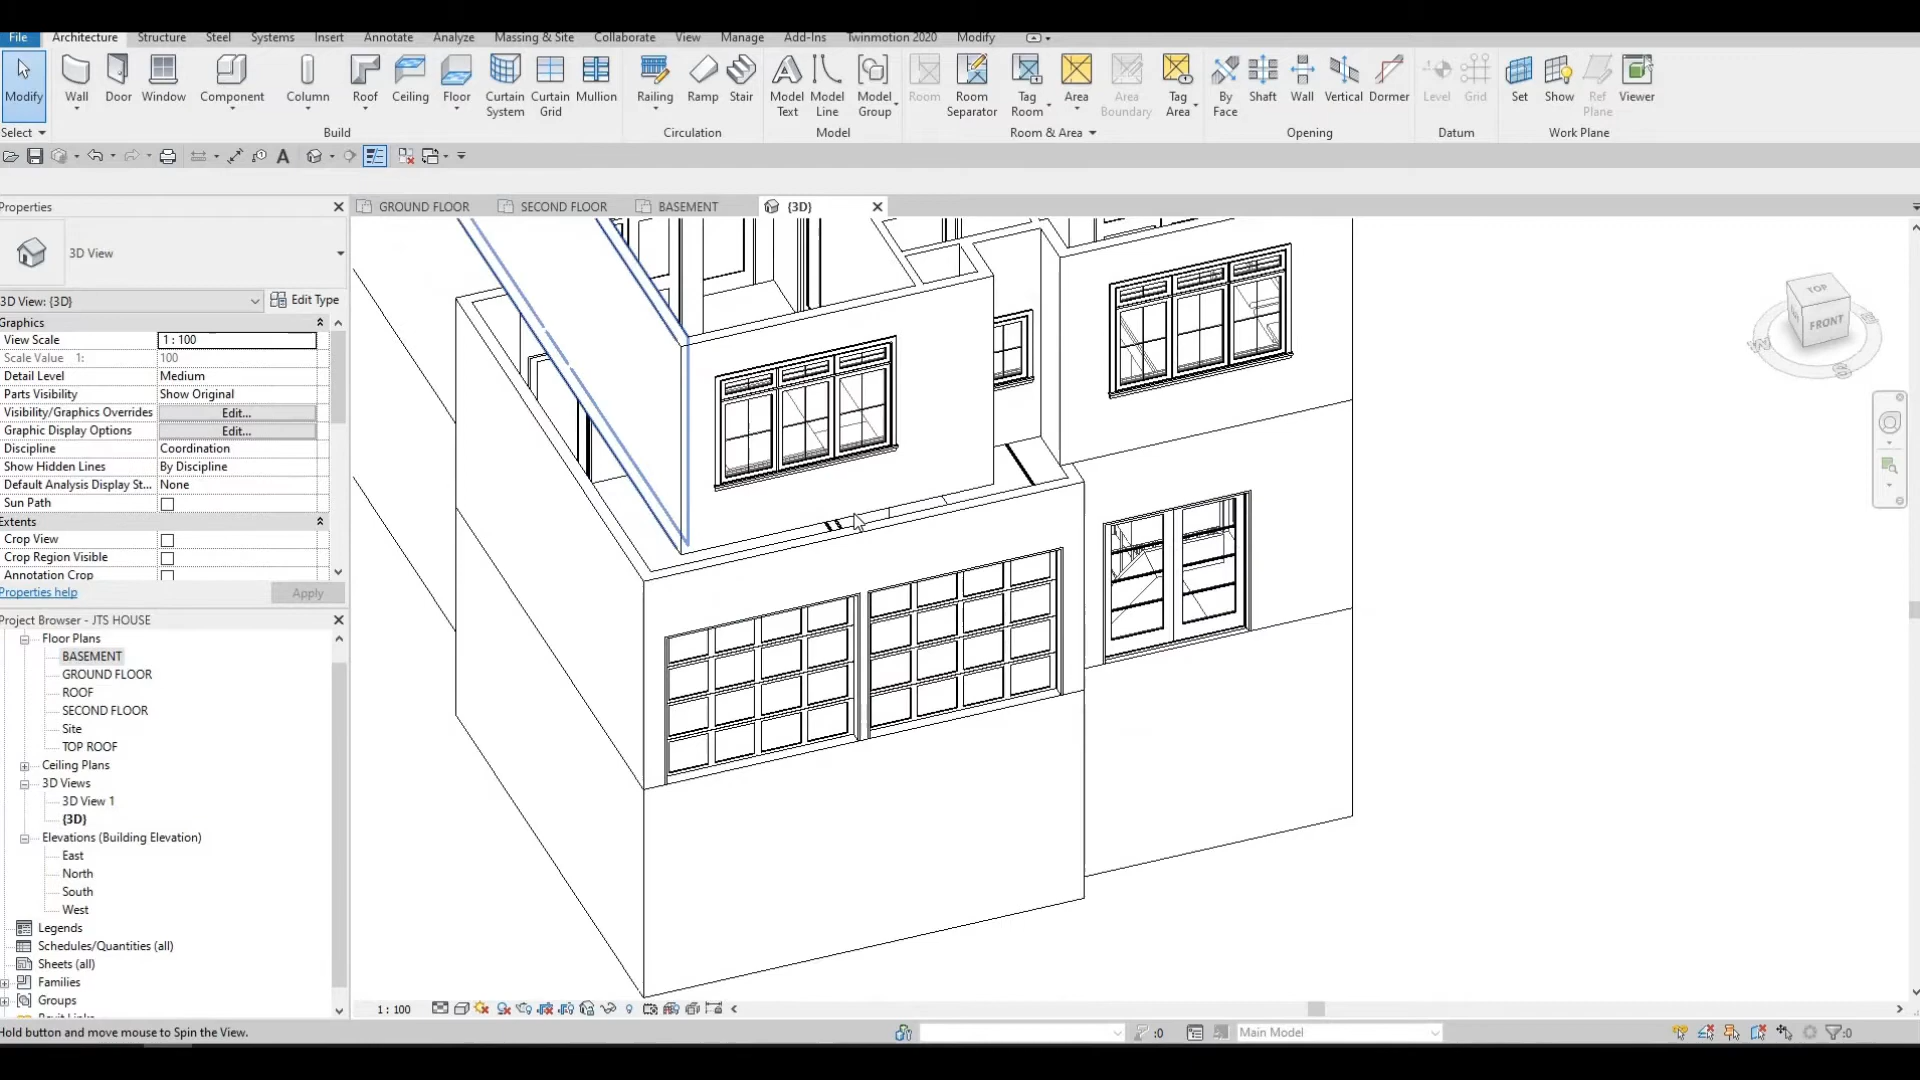 File Architecture Structure Steel Systems Insert Annotate Analyze Massing & Site Collaborate View Manage Add-Ins Twinmotion 2020 Modify
Modify Wall Door Window Component Column Roof Ceiling Floor Curtain System Curtain Grid Mullion Railing Ramp Stair Model Text Model Line Model Group Room Room Separator Tag Room Area Area Boundary Tag Area By Face Shaft Wall Vertical Dormer Level Grid Set Show Ref Plane Viewer
Select Build Circulation Model Room & Area Opening Datum Work Plane
Properties
GROUND FLOOR SECOND FLOOR BASEMENT {3D}
3D View
3D View: {3D} Edit Type
Graphics
View Scale 1 : 100
Scale Value 1: 100
Detail Level Medium
Parts Visibility Show Original
Visibility/Graphics Overrides Edit...
Graphic Display Options Edit...
Discipline Coordination
Show Hidden Lines By Discipline
Default Analysis Display St... None
Sun Path
Extents
Crop View
Crop Region Visible
Annotation Crop
Properties help Apply
Project Browser - JTS HOUSE
Floor Plans
BASEMENT
GROUND FLOOR
ROOF
SECOND FLOOR
Site
TOP ROOF
Ceiling Plans
3D Views
3D View 1
{3D}
Elevations (Building Elevation)
East
North
South
West
Legends
Schedules/Quantities (all)
Sheets (all)
Families
Groups
TOP
FRONT
W
S
1 : 100
Hold button and move mouse to Spin the View.
:0
Main Model
:0